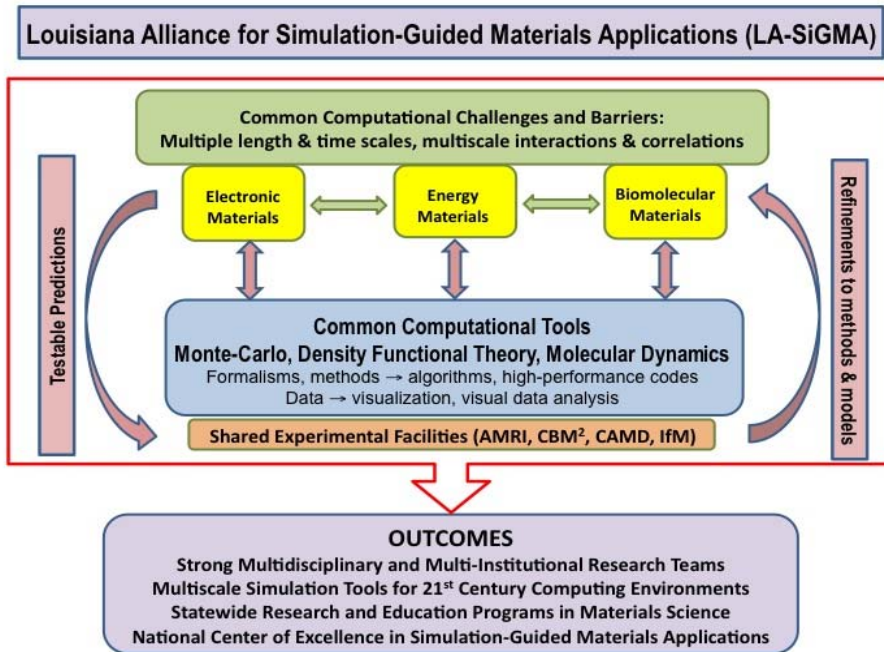 Louisiana Alliance for Simulation-Guided Materials Applications (LA-SiGMA)
Common Computational Challenges and Barriers:
Multiple length & time scales, multiscale interactions & correlations
Testable Predictions
Electronic
Materials
Energy
Materials
Biomolecular
Materials
Refinements to methods & models
Common Computational Tools
Monte-Carlo, Density Functional Theory, Molecular Dynamics
Formalisms, methods → algorithms, high-performance codes
Data → visualization, visual data analysis
Shared Experimental Facilities (AMRI, CBM², CAMD, IfM)
OUTCOMES
Strong Multidisciplinary and Multi-Institutional Research Teams
Multiscale Simulation Tools for 21st Century Computing Environments
Statewide Research and Education Programs in Materials Science
National Center of Excellence in Simulation-Guided Materials Applications